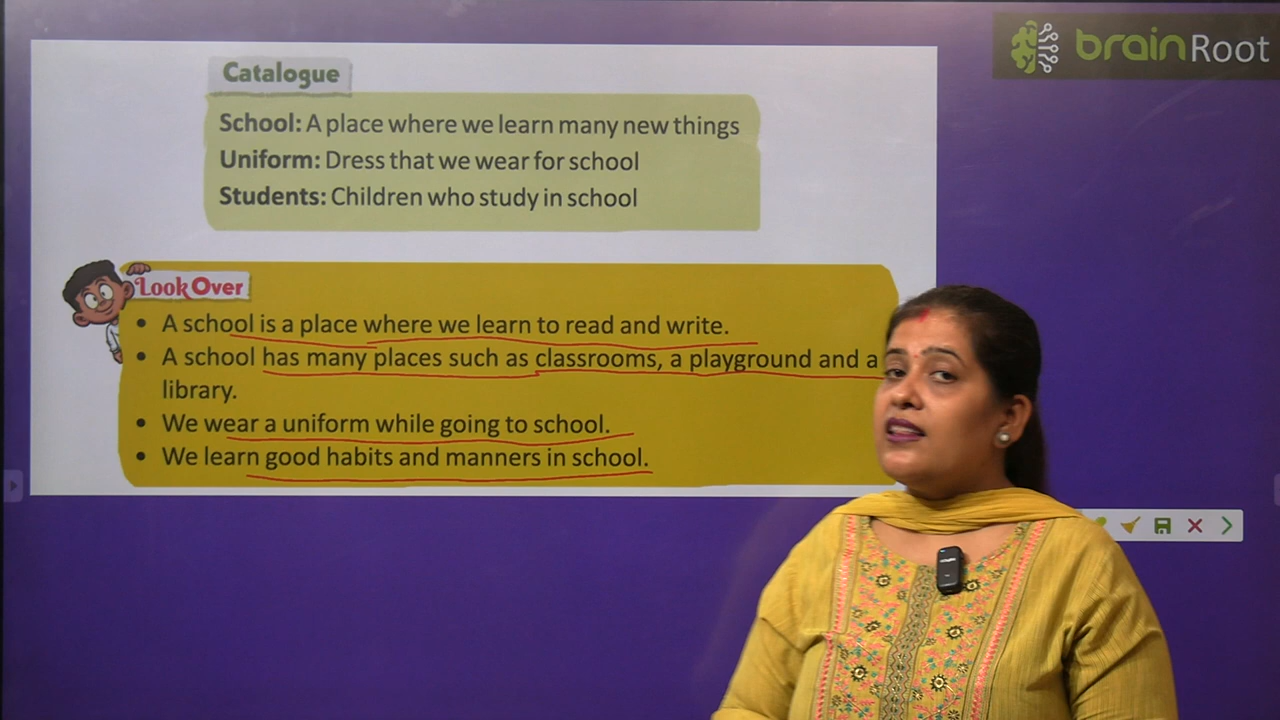 brainRoot
Catalogue
School: A place where we learn many new things
Uniform: Dress that we wear for school
Students: Children who study in school
Look Over
• A school is a place where we learn to read and write.
• A school has many places such as classrooms, a playground and a
library.
• We wear a uniform while going to school.
• We learn good habits and manners in school.